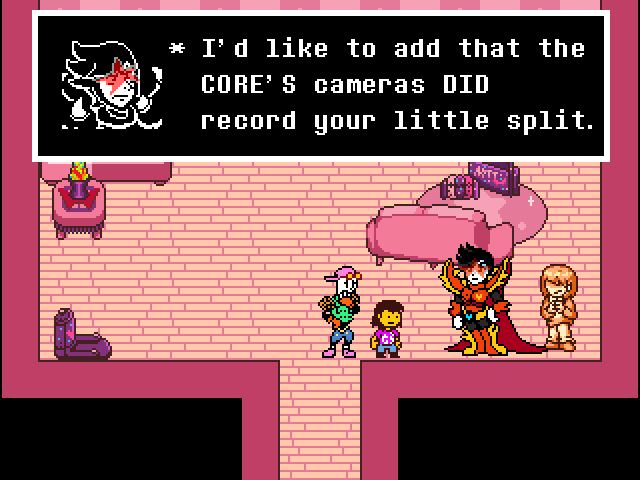 * I'd like to add that the
CORE'S cameras DID
record your little split.